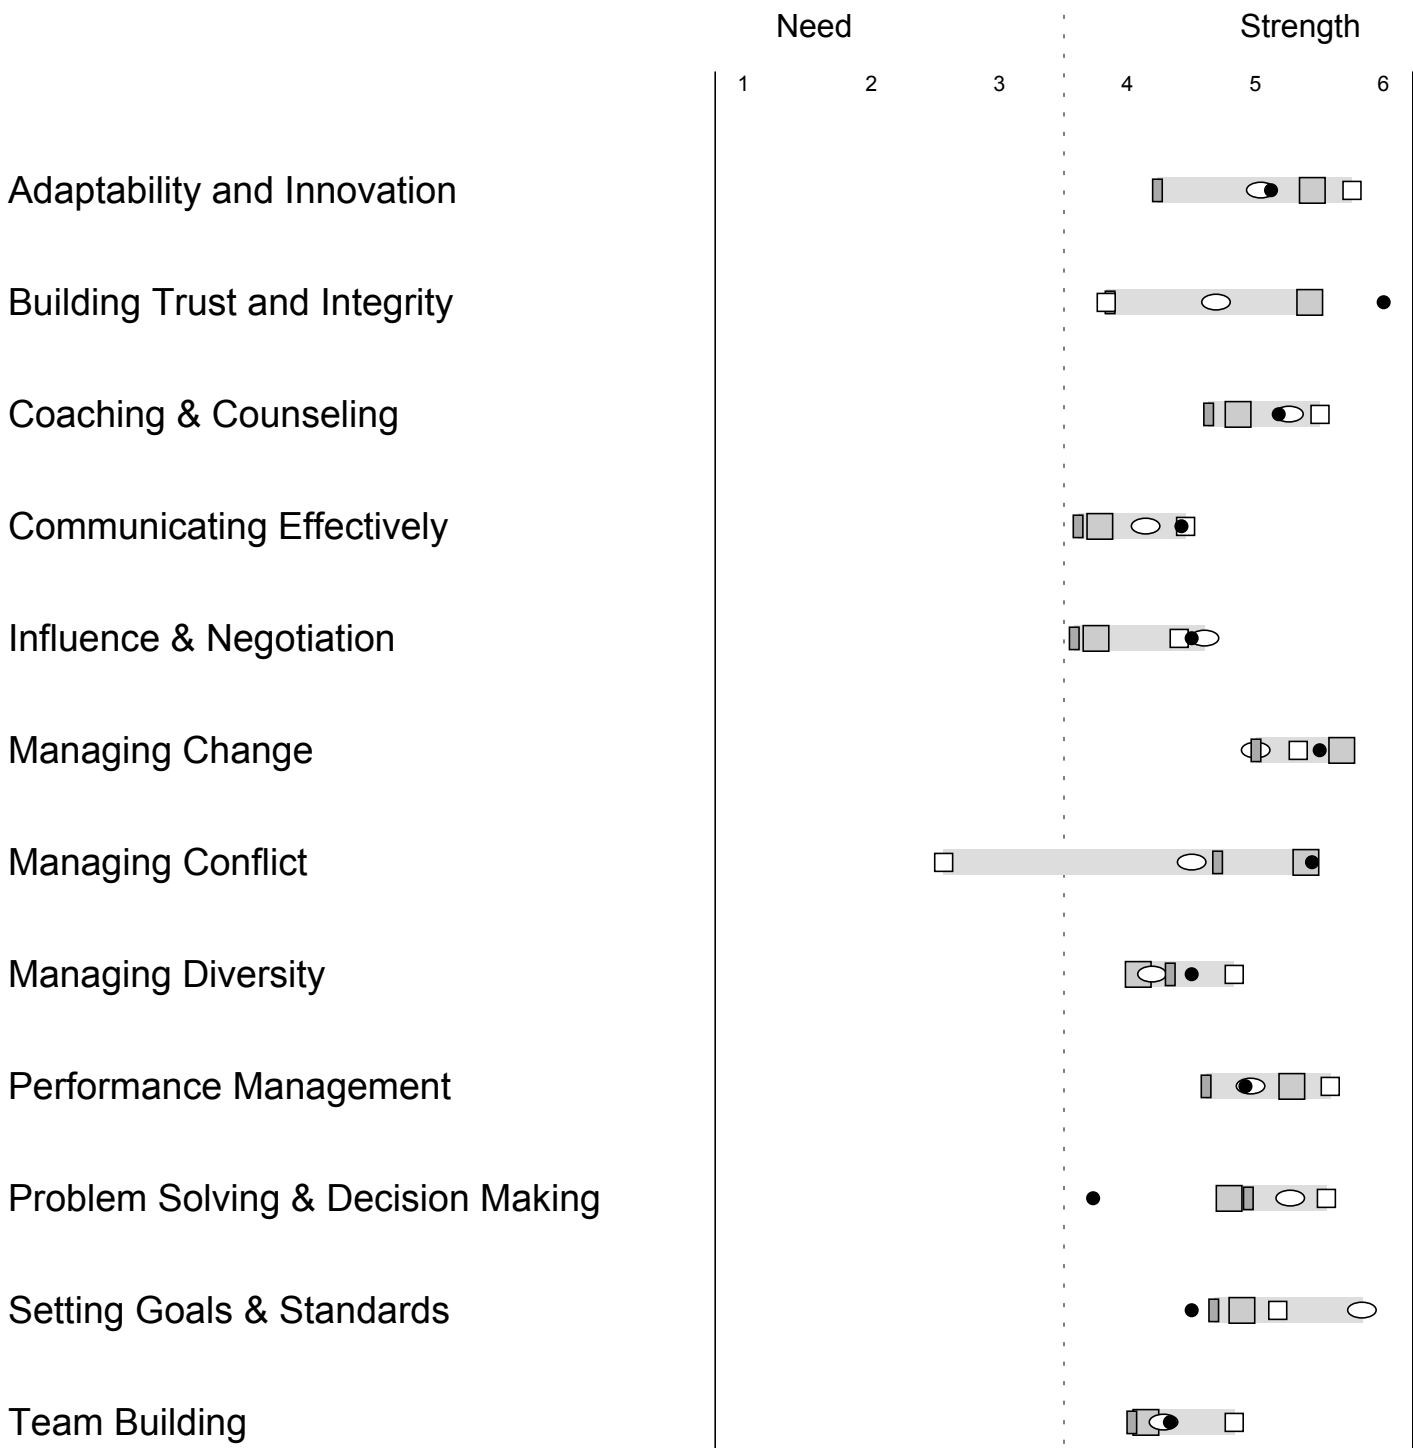 Need Strength
1 2 3 4 5 6
Adaptability and Innovation
Building Trust and Integrity
Coaching & Counseling
Communicating Effectively
Influence & Negotiation
Managing Change
Managing Conflict
Managing Diversity
Performance Management
Problem Solving & Decision Making
Setting Goals & Standards
Team Building